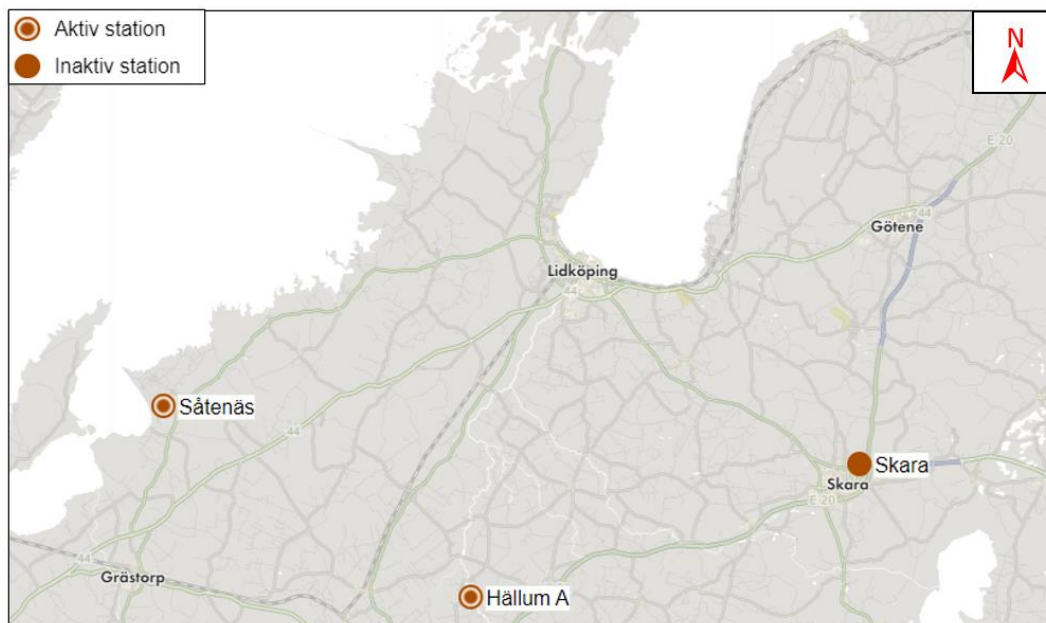 Aktiv station
Inaktiv station
N
E 20
44
Götene
Lidköping
44
Såtenäs
44
Skara
Skara
E 20
44
Grästorp
Hällum A